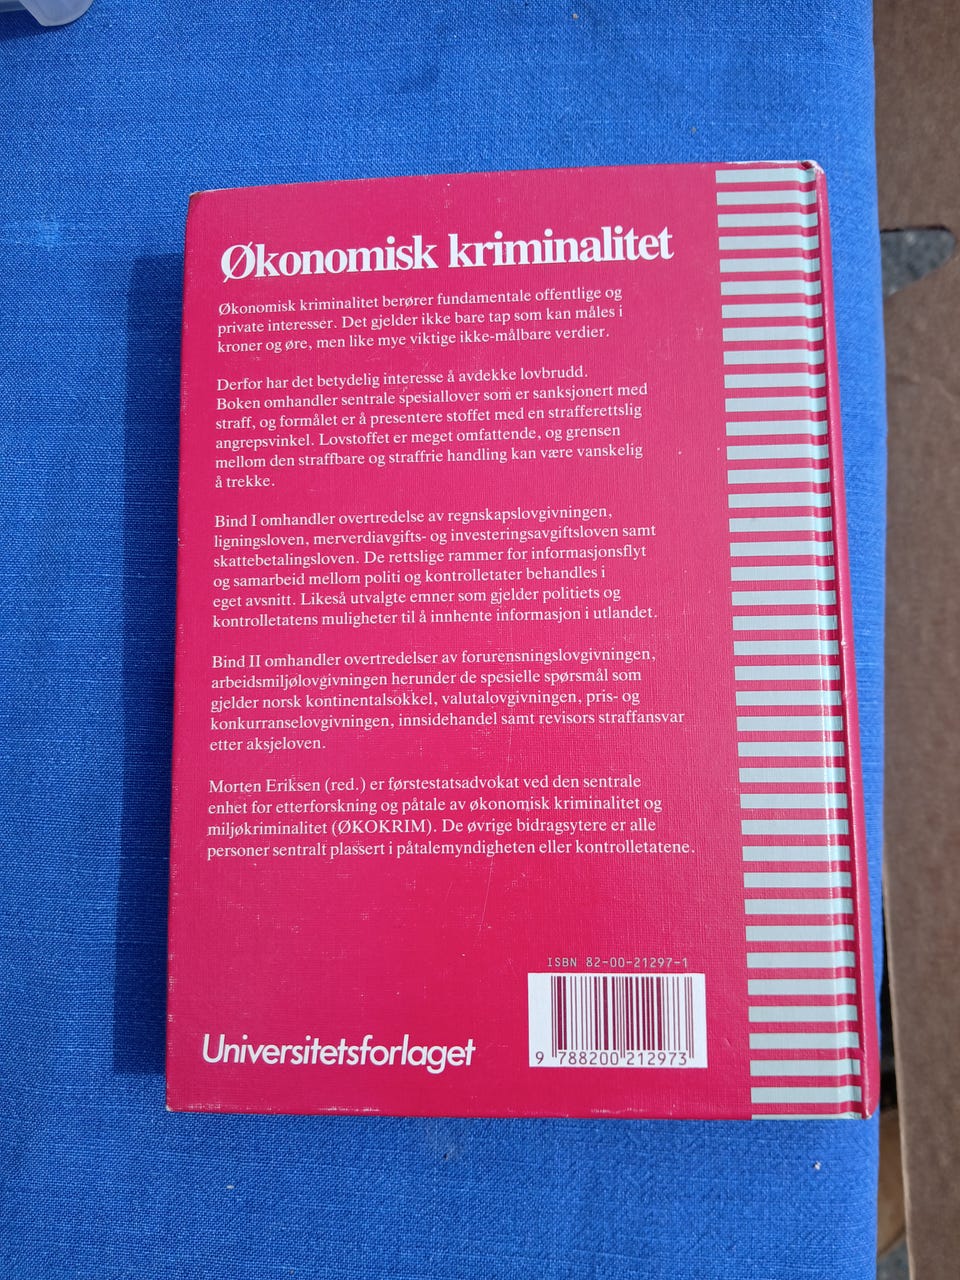 Økonomisk kriminalitet
Økonomisk kriminalitet berører fundamentale offentlige og
private interesser. Det gjelder ikke bare tap som kan måles i
kroner og øre, men like mye viktige ikke-målbare verdier.
Derfor har det betydelig interesse å avdekke lovbrudd.
Boken omhandler sentrale spesiallover som er sanksjonert med
straff, og formålet er å presentere stoffet med en strafferettslig
angrepsvinkel. Lovstoffet er meget omfattende, og grensen
mellom den straffbare og straffrie handling kan være vanskelig
å trekke.
Bind I omhandler overtredelse av regnskapslovgivningen,
ligningsloven, merverdiavgifts- og investeringsavgiftsloven samt
skattebetalingsloven. De rettslige rammer for informasjonsflyt
og samarbeid mellom politi og kontrolletater behandles i
eget avsnitt. Likeså utvalgte emner som gjelder politiets og
kontrolletatens muligheter til å innhente informasjon i utlandet.
Bind II omhandler overtredelser av forurensningslovgivningen,
arbeidsmiljølovgivningen herunder de spesielle spørsmål som
gjelder norsk kontinentalsokkel, valutalovgivningen, pris- og
konkurranselovgivningen, innsidehandel samt revisors straffansvar
etter aksjeloven.
Morten Eriksen (red.) er førstestatsadvokat ved den sentrale
enhet for etterforskning og påtale av økonomisk kriminalitet og
miljøkriminalitet (ØKOKRIM). De øvrige bidragsytere er alle
personer sentralt plassert i påtalemyndigheten eller kontrolletatene.
ISBN 82-00-21297-1
9 788200 212973
Universitetsforlaget